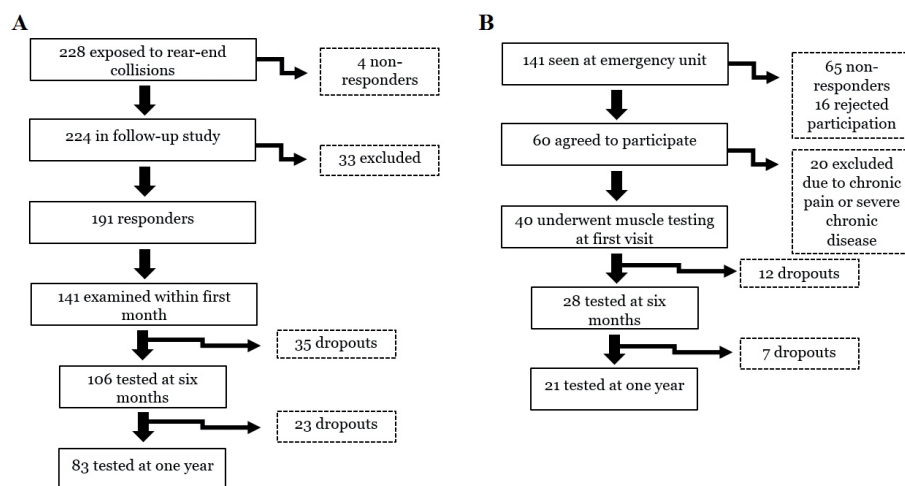 A
228 exposed to rear-end
collisions
4 non-
responders
224 in follow-up study
33 excluded
191 responders
141 examined within first
month
35 dropouts
106 tested at six
months
23 dropouts
83 tested at one year
B
141 seen at emergency unit
65 non-
responders
16 rejected
participation
60 agreed to participate
20 excluded
due to chronic
pain or severe
chronic
disease
40 underwent muscle testing
at first visit
12 dropouts
28 tested at six
months
7 dropouts
21 tested at one year